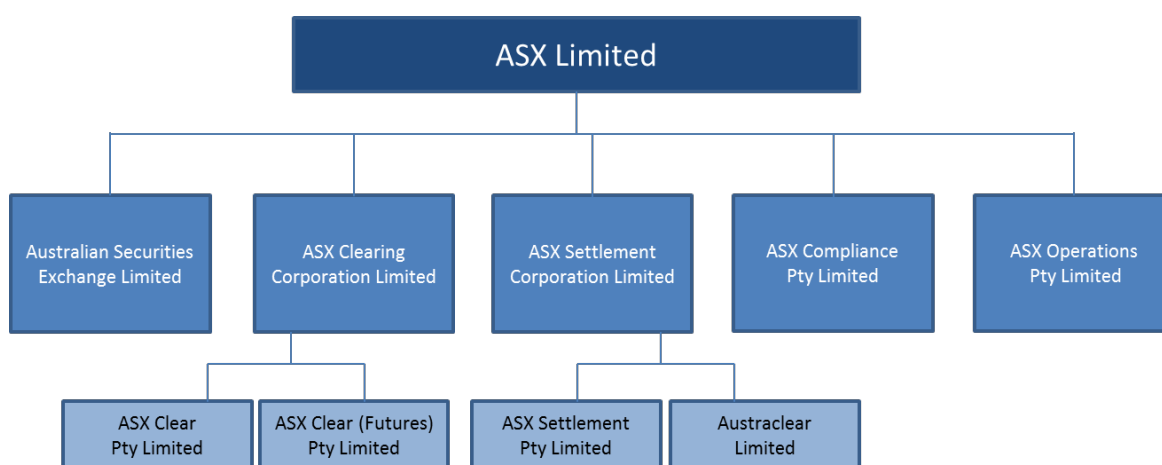 ASX Limited
Australian Securities
Exchange Limited
ASX Clearing
Corporation Limited
ASX Settlement
Corporation Limited
ASX Compliance
Pty Limited
ASX Operations
Pty Limited
ASX Clear
Pty Limited
ASX Clear (Futures)
Pty Limited
ASX Settlement
Pty Limited
Austraclear
Limited